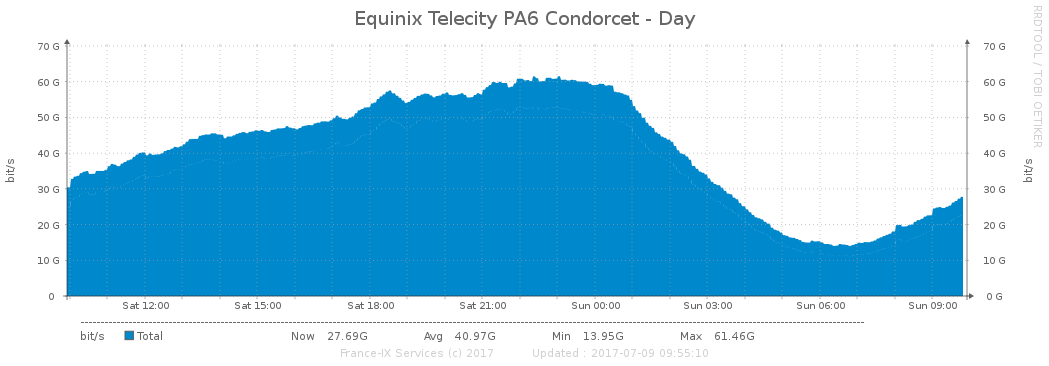 Equinix Telecity PA6 Condorcet - Day
RRDTOOL / TOBI OETIKER
70 G 70 G
60 G 60 G
50 G 50 G
40 G 40 G
30 G 30 G
20 G 20 G
10 G 10 G
0 0 G
bit/s bit/s
Sat 12:00 Sat 15:00 Sat 18:00 Sat 21:00 Sun 00:00 Sun 03:00 Sun 06:00 Sun 09:00
bit/s Total Now 27.69G Avg 40.97G Min 13.95G Max 61.46G
France-IX Services (c) 2017 Updated : 2017-07-09 09:55:10